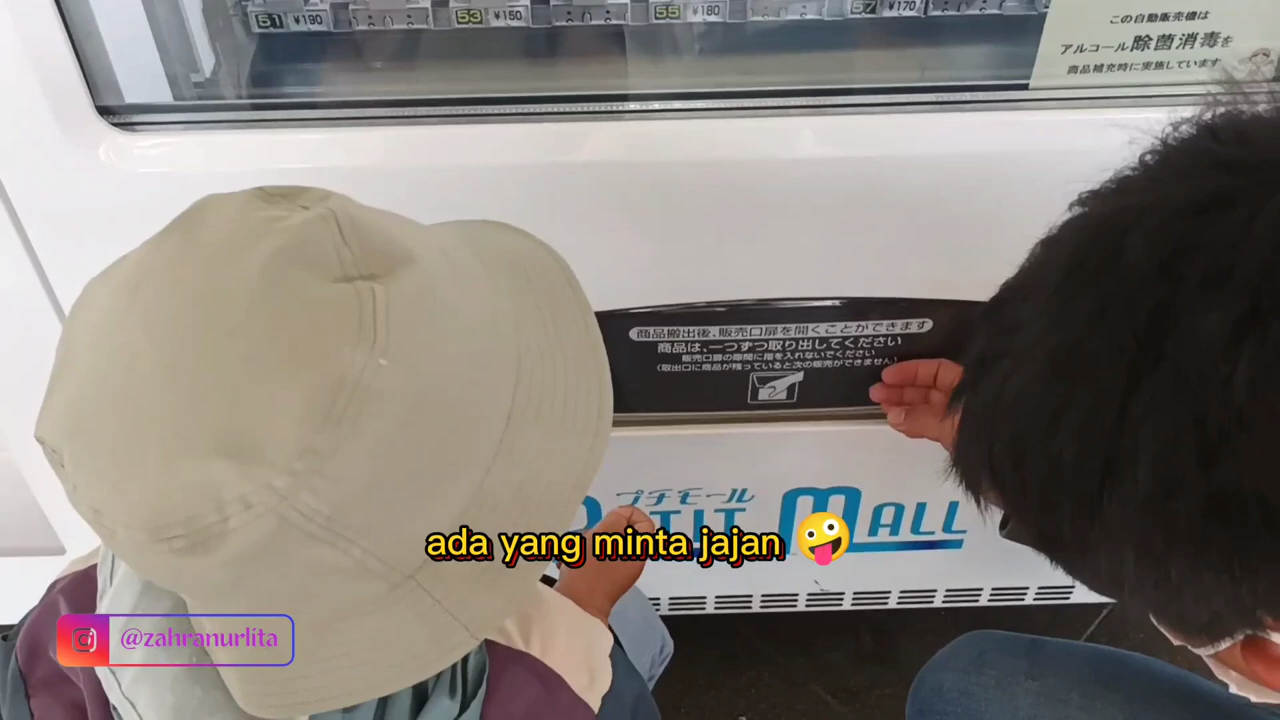 51 ¥190
53 ¥150
55 ¥180
57 ¥170
この自動販売機は
アルコール除菌消毒を
商品補充時に実施しています
商品搬出後、販売口扉を開くことができます
商品は、一つずつ取り出してください
販売口扉の隙間に指を入れないでください
(取出口に商品が残っていると次の販売ができません)
プチモール
PETIT MALL
ada yang minta jajan 🤪
@zahranurlita